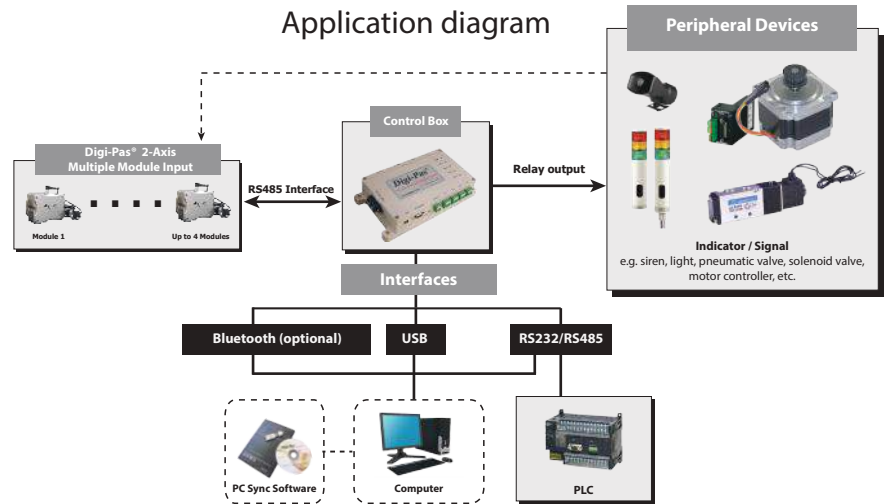 Application diagram
Peripheral Devices
Control Box
Digi-Pas® 2-Axis
Multiple Module Input
RS485 Interface
Relay output
Digi-Pas
Module 1
Up to 4 Modules
Indicator / Signal
e.g. siren, light, pneumatic valve, solenoid valve,
motor controller, etc.
Interfaces
Bluetooth (optional)
USB
RS232/RS485
PC Sync Software
Computer
PLC